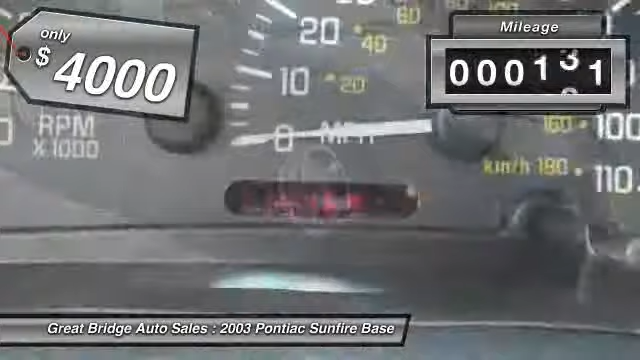 only
$ 4000
Mileage
000131
20
40
60
10
20
0 MPH
RPM
X 1000
160
100
km/h 180
110
Great Bridge Auto Sales : 2003 Pontiac Sunfire Base